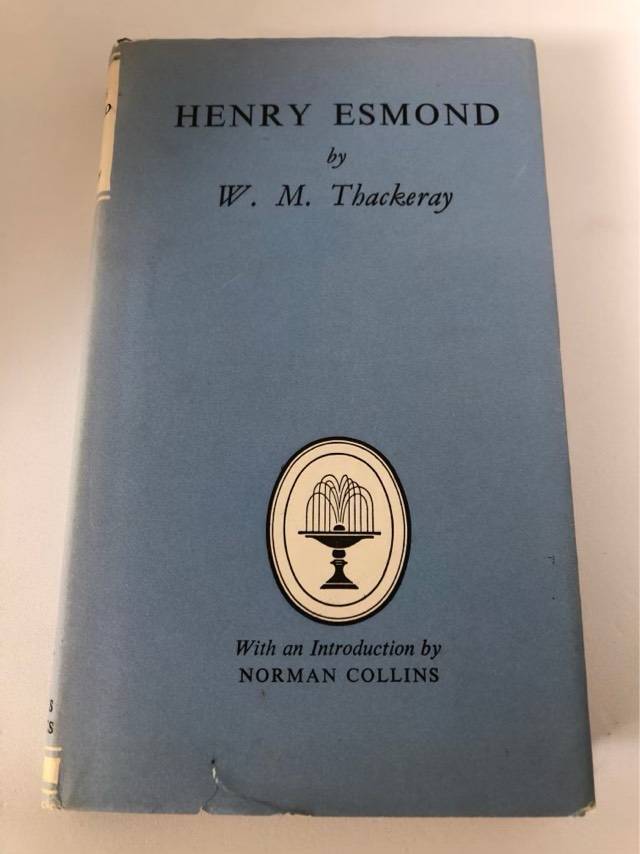 HENRY ESMOND
by
W. M. Thackeray
With an Introduction by
NORMAN COLLINS